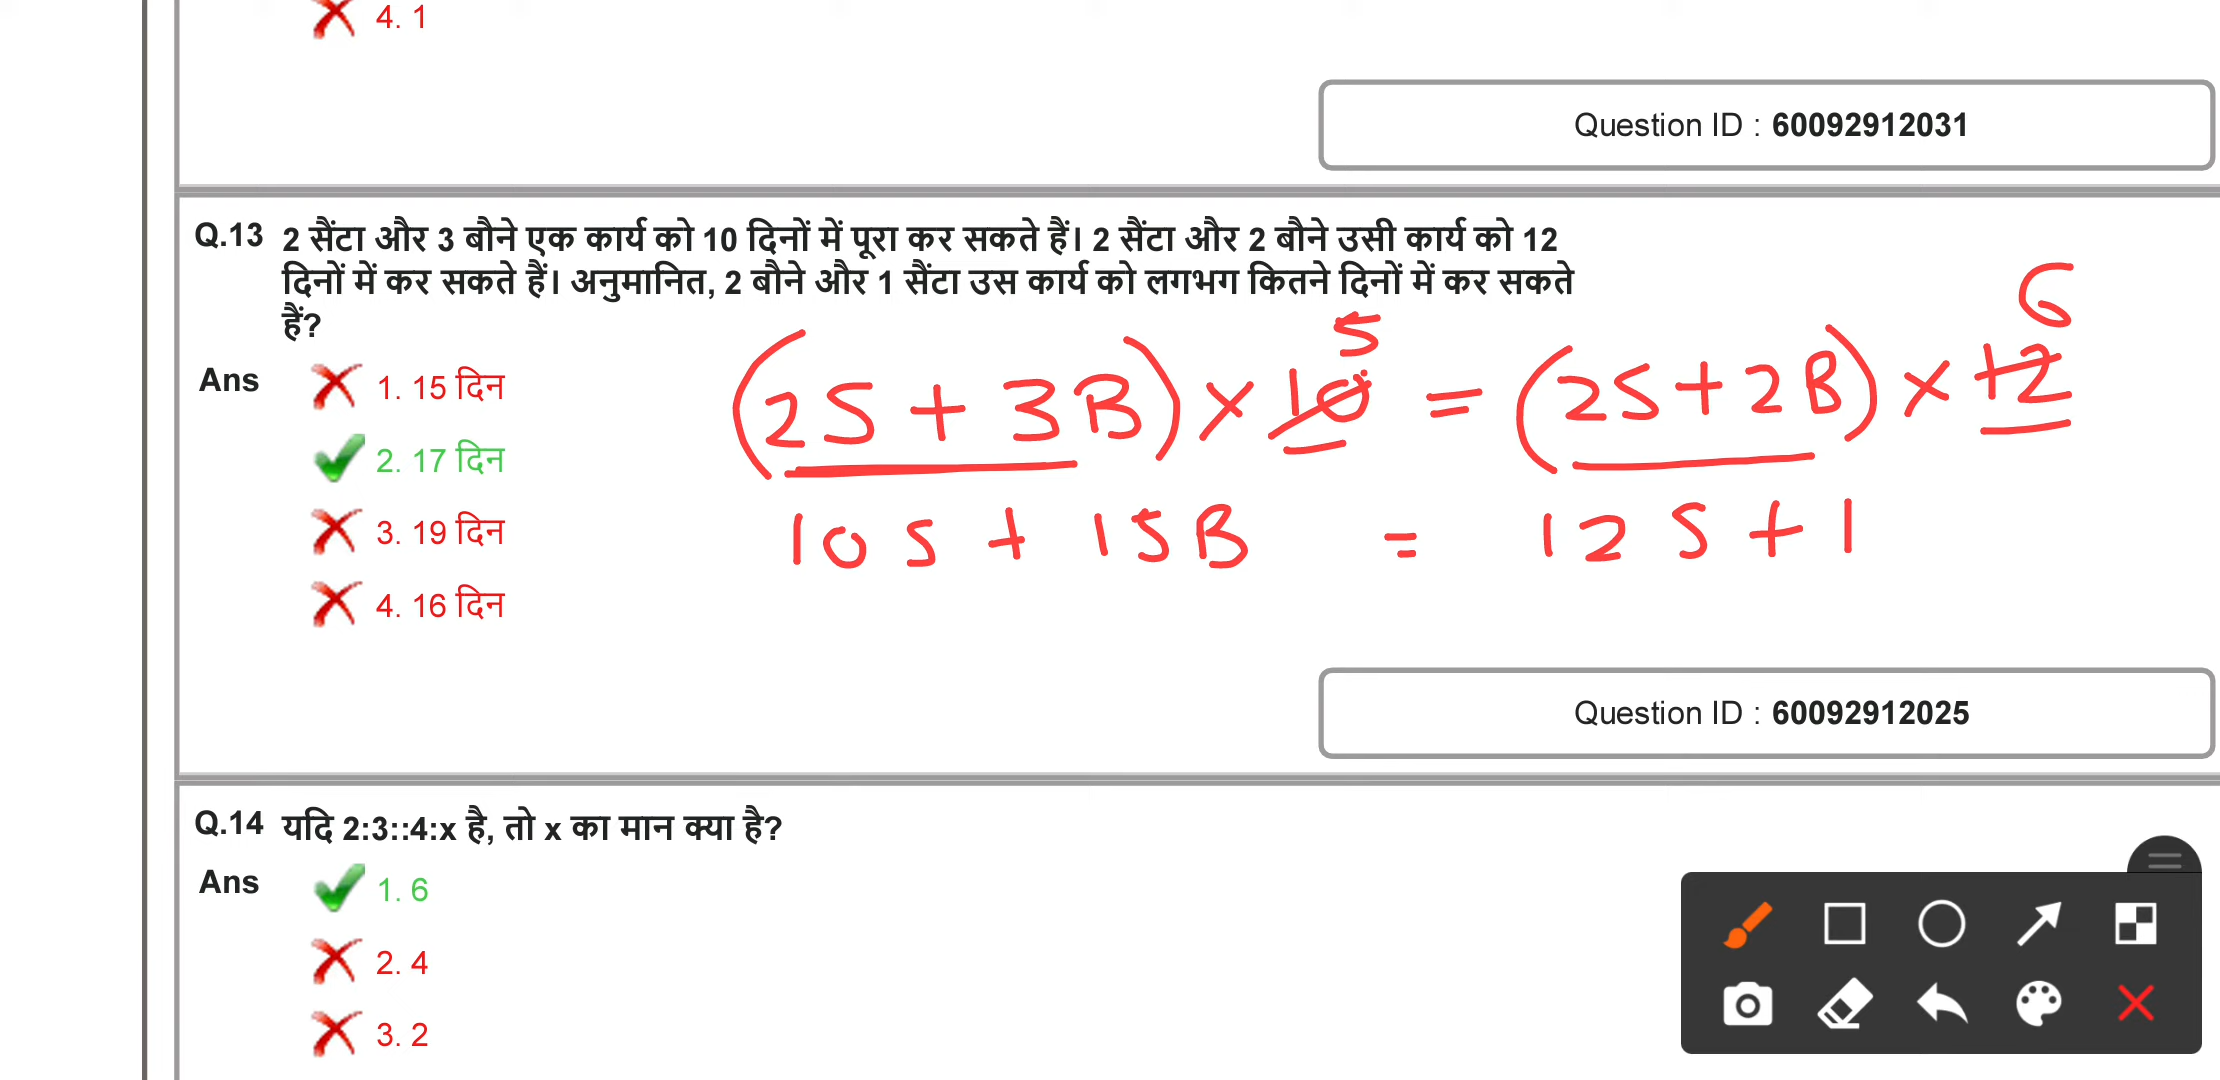 4. 1
Question ID : 60092912031
Q.13 2 सैंटा और 3 बौने एक कार्य को 10 दिनों में पूरा कर सकते हैं। 2 सैंटा और 2 बौने उसी कार्य को 12
दिनों में कर सकते हैं। अनुमानित, 2 बौने और 1 सैंटा उस कार्य को लगभग कितने दिनों में कर सकते
हैं?
5 6
(2S + 3B) × 10 = (2S + 2B) × 12
Ans 1. 15 दिन
2. 17 दिन
10 S + 15B = 12 S + 1
3. 19 दिन
4. 16 दिन
Question ID : 60092912025
Q.14 यदि 2:3::4:x है, तो x का मान क्या है?
Ans 1. 6
2. 4
3. 2